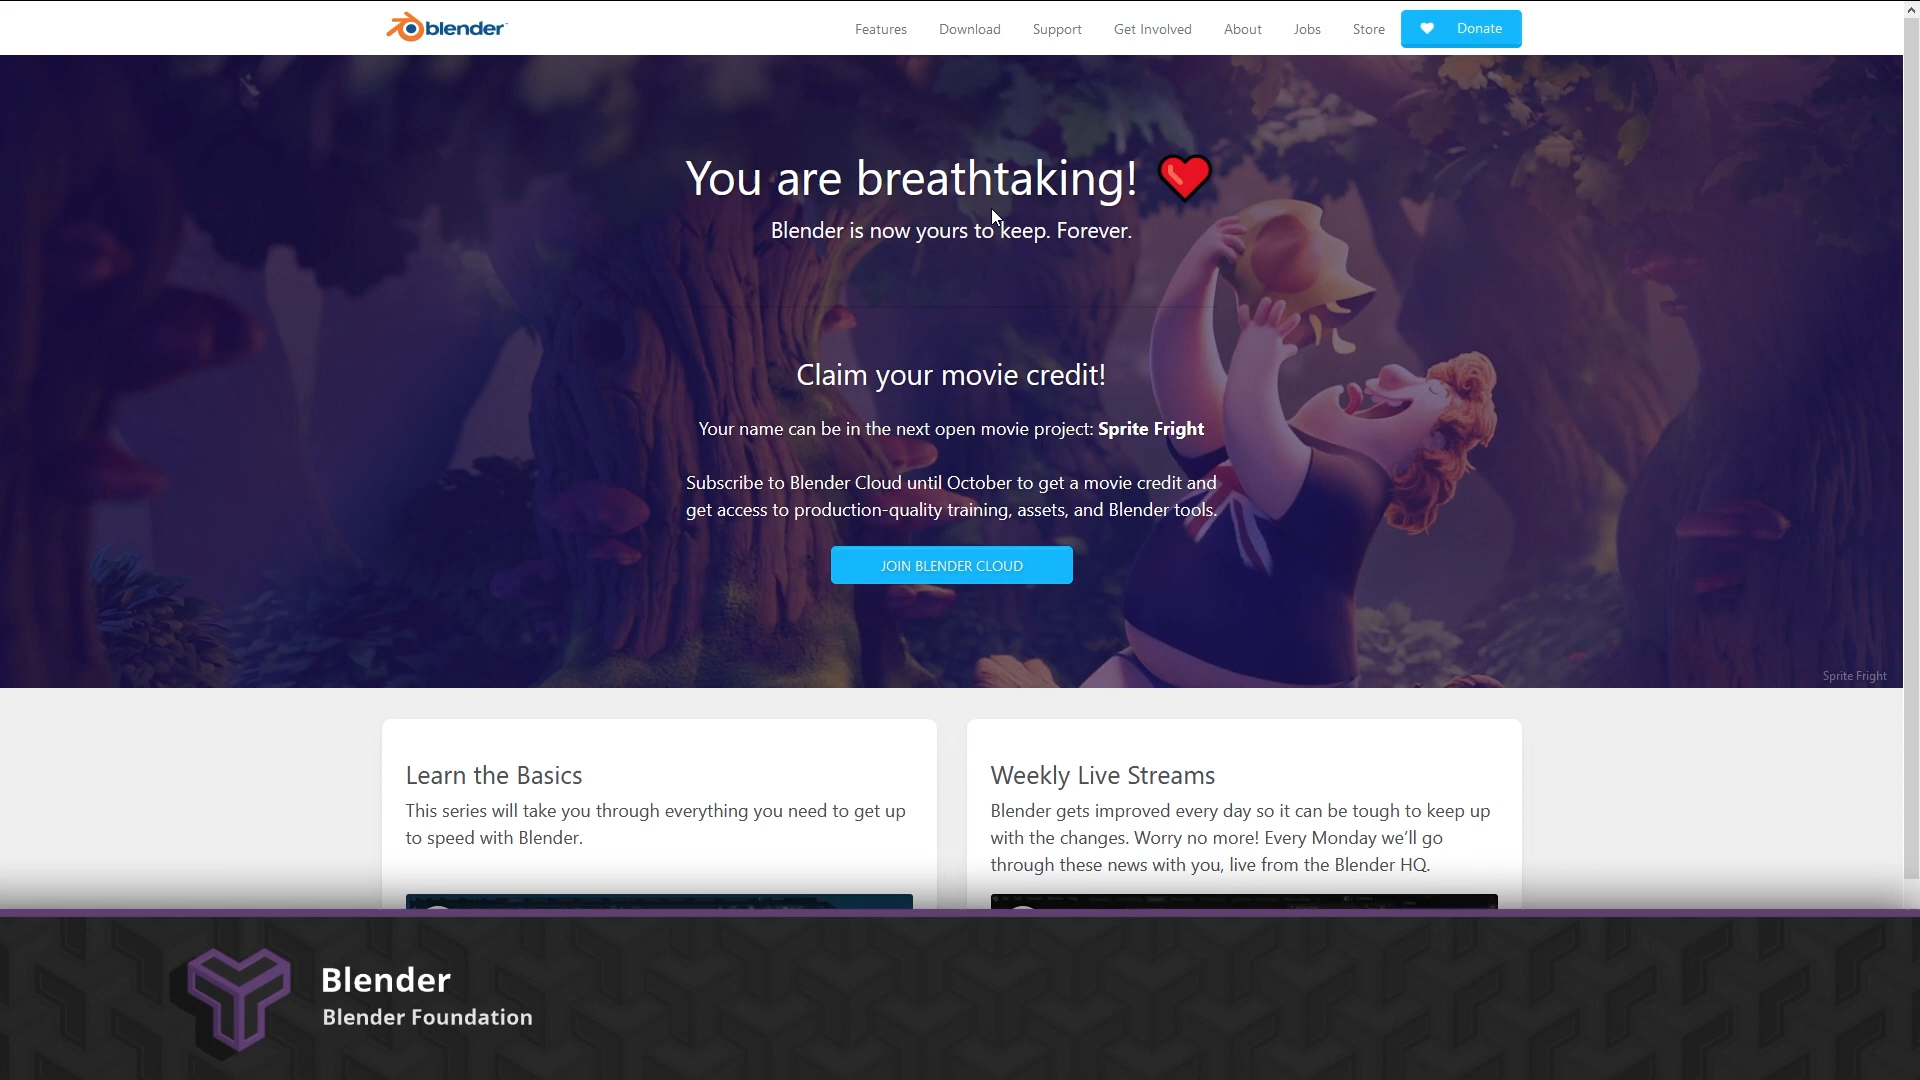 blender
Features Download Support Get Involved About Jobs Store Donate
You are breathtaking!
Blender is now yours to keep. Forever.
Claim your movie credit!
Your name can be in the next open movie project: Sprite Fright
Subscribe to Blender Cloud until October to get a movie credit and
get access to production-quality training, assets, and Blender tools.
JOIN BLENDER CLOUD
Sprite Fright
Learn the Basics
This series will take you through everything you need to get up
to speed with Blender.
Weekly Live Streams
Blender gets improved every day so it can be tough to keep up
with the changes. Worry no more! Every Monday we’ll go
through these news with you, live from the Blender HQ.
Blender
Blender Foundation